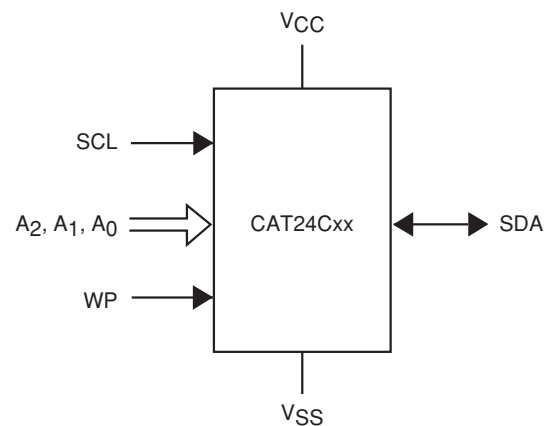 VCC
SCL
A2, A1, A0
CAT24Cxx
SDA
WP
VSS